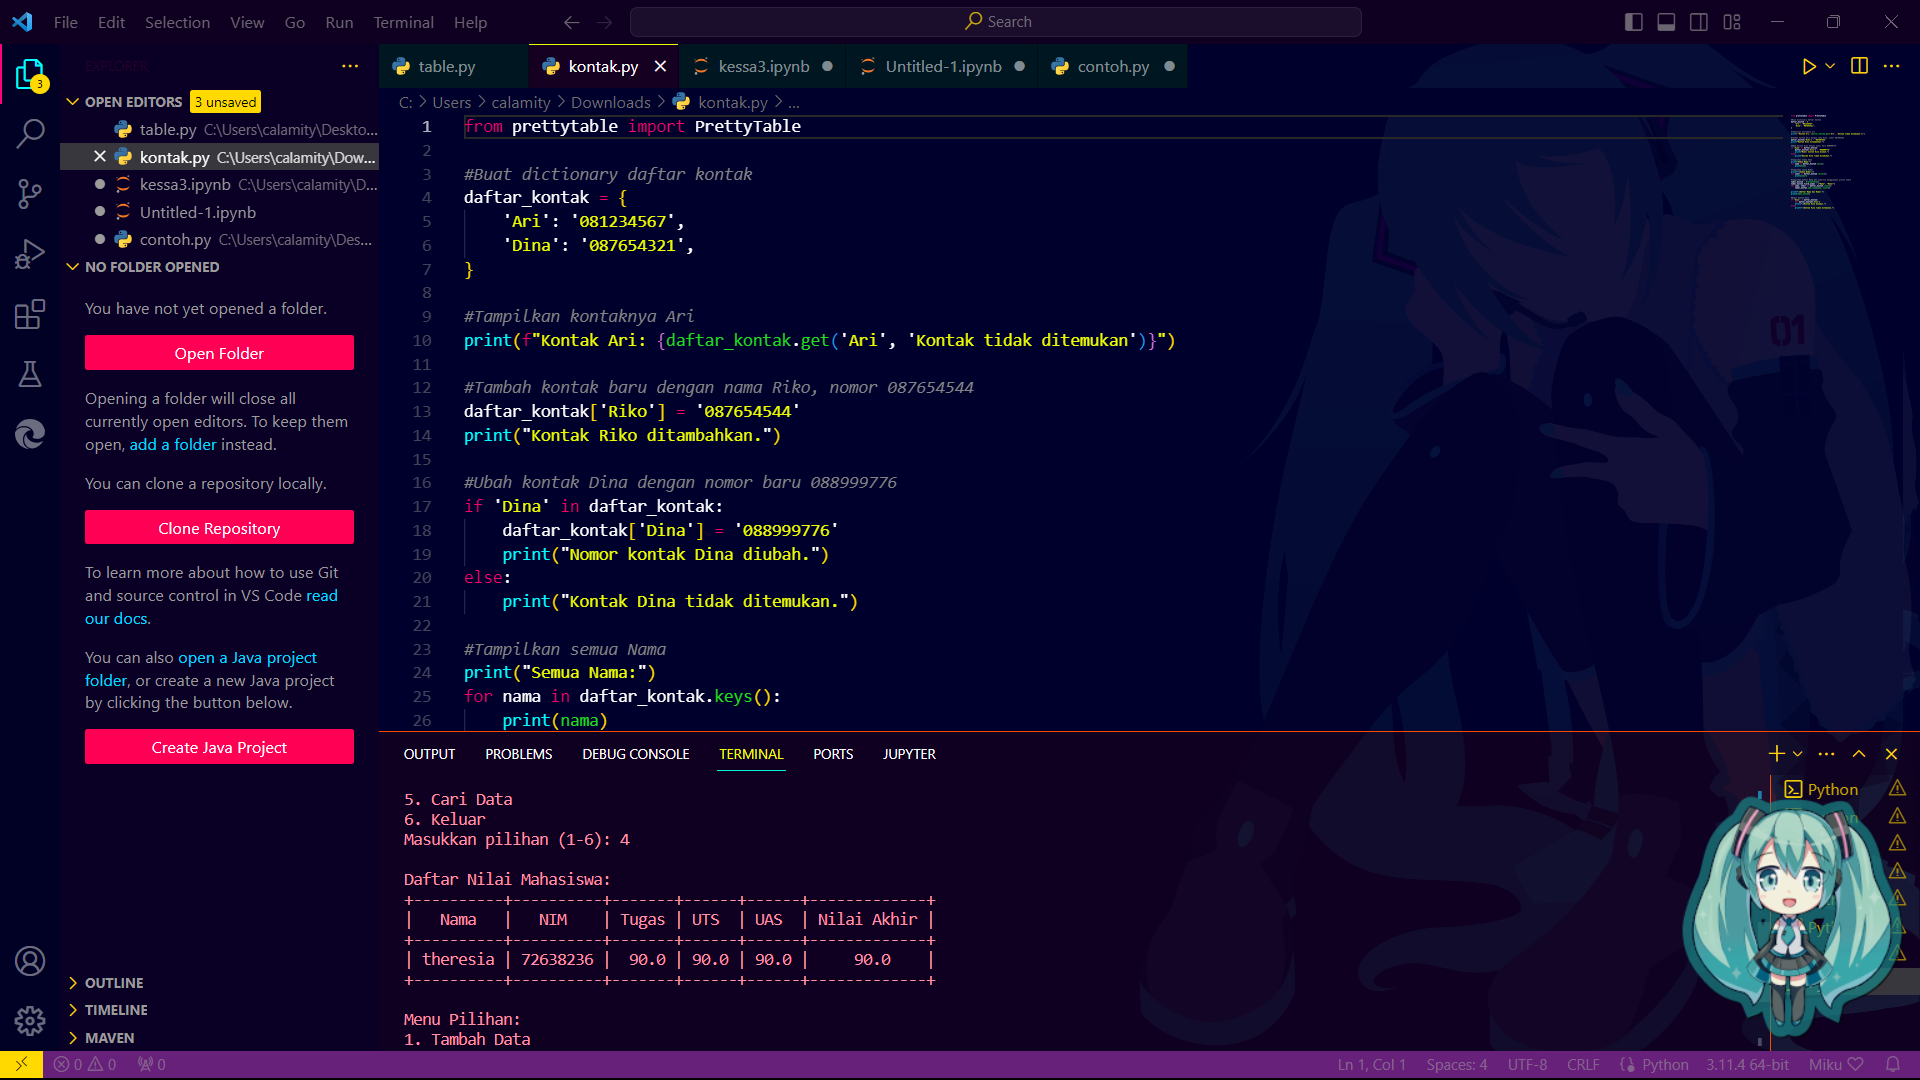 File Edit Selection View Go Run Terminal Help
Search
EXPLORER
3
OPEN EDITORS 3 unsaved
table.py C:\Users\calamity\Deskto...
kontak.py C:\Users\calamity\Dow...
kessa3.ipynb C:\Users\calamity\D...
Untitled-1.ipynb
contoh.py C:\Users\calamity\Des...
NO FOLDER OPENED
You have not yet opened a folder.
Open Folder
Opening a folder will close all
currently open editors. To keep them
open, add a folder instead.
You can clone a repository locally.
Clone Repository
To learn more about how to use Git
and source control in VS Code read
our docs.
You can also open a Java project
folder, or create a new Java project
by clicking the button below.
Create Java Project
OUTLINE
TIMELINE
MAVEN
table.py kontak.py kessa3.ipynb Untitled-1.ipynb contoh.py
C: > Users > calamity > Downloads > kontak.py > ...
1 from prettytable import PrettyTable
2
3 #Buat dictionary daftar kontak
4 daftar_kontak = {
5 'Ari': '081234567',
6 'Dina': '087654321',
7 }
8
9 #Tampilkan kontaknya Ari
10 print(f"Kontak Ari: {daftar_kontak.get('Ari', 'Kontak tidak ditemukan')}")
11
12 #Tambah kontak baru dengan nama Riko, nomor 087654544
13 daftar_kontak['Riko'] = '087654544'
14 print("Kontak Riko ditambahkan.")
15
16 #Ubah kontak Dina dengan nomor baru 088999776
17 if 'Dina' in daftar_kontak:
18 daftar_kontak['Dina'] = '088999776'
19 print("Nomor kontak Dina diubah.")
20 else:
21 print("Kontak Dina tidak ditemukan.")
22
23 #Tampilkan semua Nama
24 print("Semua Nama:")
25 for nama in daftar_kontak.keys():
26 print(nama)
01
OUTPUT PROBLEMS DEBUG CONSOLE TERMINAL PORTS JUPYTER
5. Cari Data
6. Keluar
Masukkan pilihan (1-6): 4
Daftar Nilai Mahasiswa:
+----------+----------+-------+------+------+-------------+
| Nama | NIM | Tugas | UTS | UAS | Nilai Akhir |
+----------+----------+-------+------+------+-------------+
| theresia | 72638236 | 90.0 | 90.0 | 90.0 | 90.0 |
+----------+----------+-------+------+------+-------------+
Menu Pilihan:
1. Tambah Data
Python
0 0 0
Ln 1, Col 1 Spaces: 4 UTF-8 CRLF Python 3.11.4 64-bit Miku